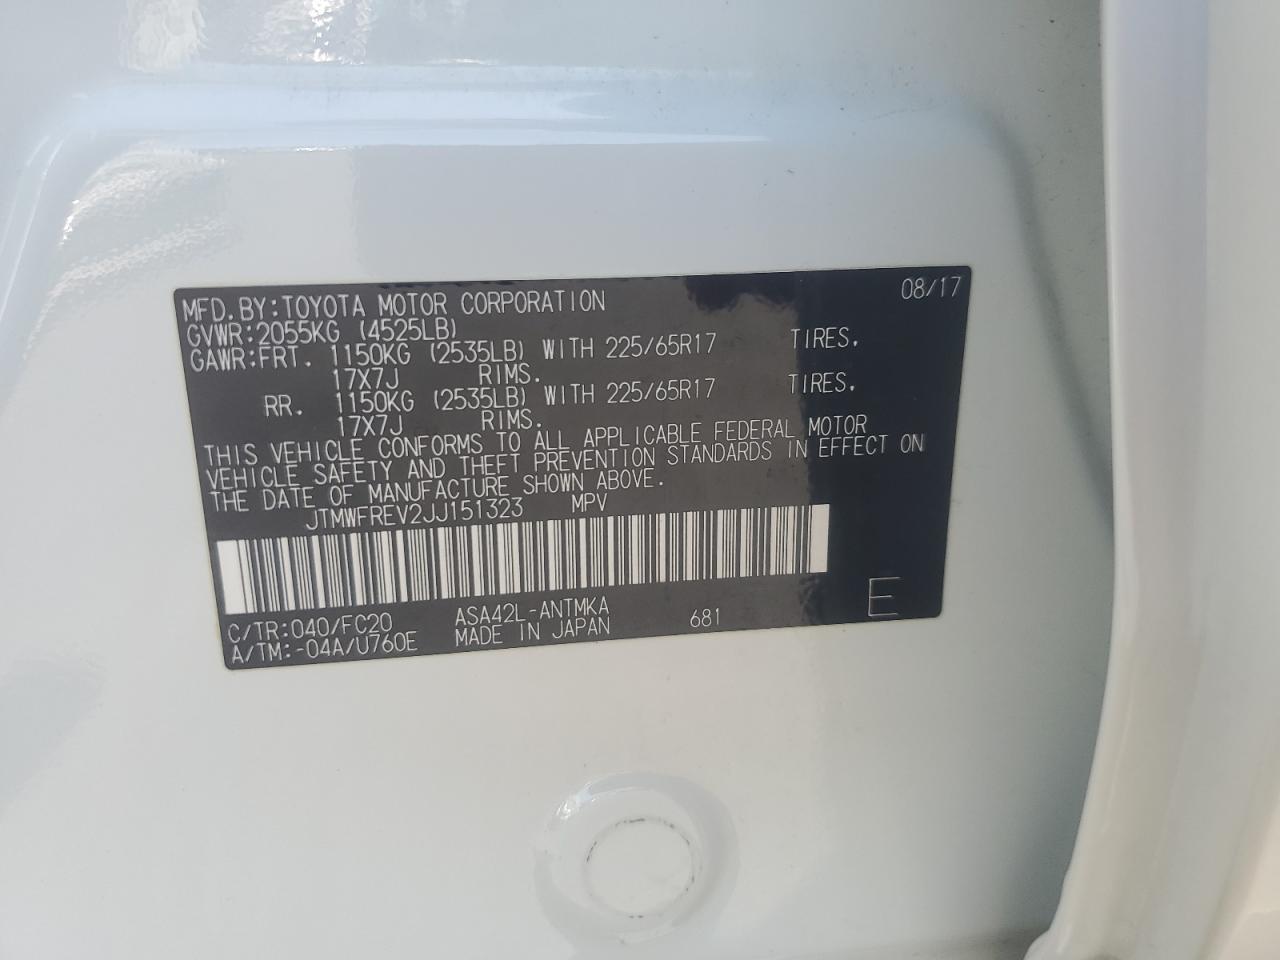 08/17
MFD.BY:TOYOTA MOTOR CORPORATION
GVWR:2055KG (4525LB)
GAWR:FRT. 1150KG (2535LB) WITH 225/65R17 TIRES.
17X7J RIMS.
RR. 1150KG (2535LB) WITH 225/65R17 TIRES.
17X7J RIMS.
THIS VEHICLE CONFORMS TO ALL APPLICABLE FEDERAL MOTOR
VEHICLE SAFETY AND THEFT PREVENTION STANDARDS IN EFFECT ON
THE DATE OF MANUFACTURE SHOWN ABOVE.
JTMWFREV2JJ151323 MPV
C/TR:040/FC20 ASA42L-ANTMKA 681 E
A/TM:-04A/U760E MADE IN JAPAN